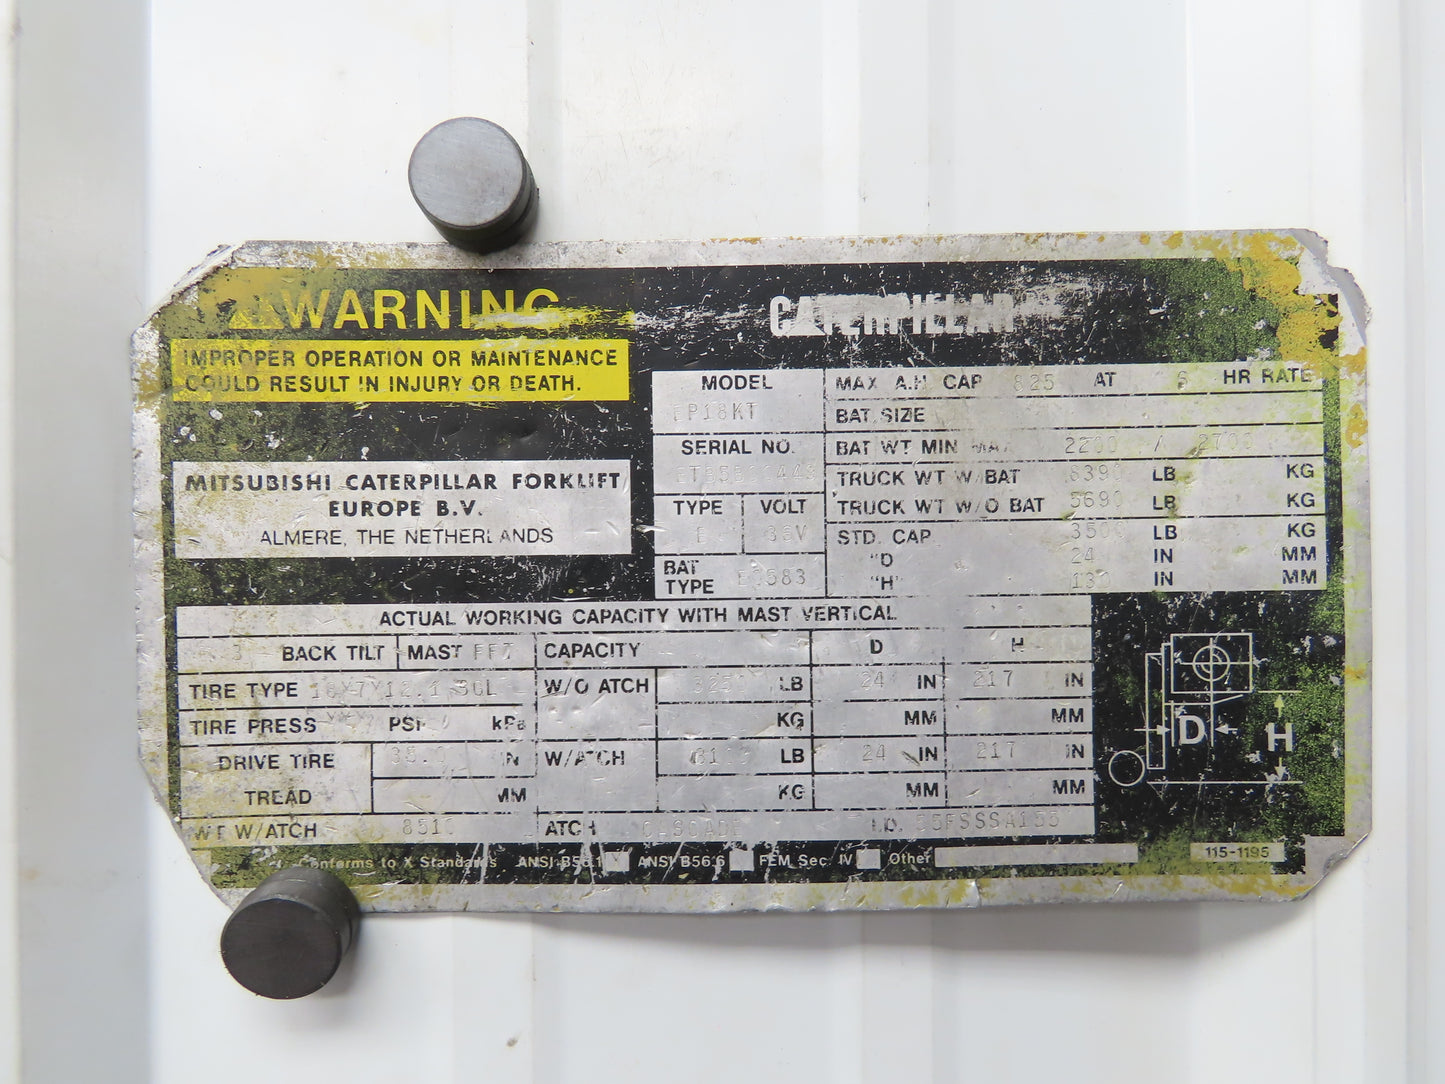 WARNING
IMPROPER OPERATION OR MAINTENANCE
COULD RESULT IN INJURY OR DEATH.
MITSUBISHI CATERPILLAR FORKLIFT
EUROPE B.V.
ALMERE, THE NETHERLANDS
CATERPILLAR
MODEL
EP18KT
SERIAL NO.
TYPE VOLT
E 36V
BAT TYPE
MAX A.H CAP 825 AT 6 HR RATE
BAT SIZE
BAT WT MIN MAX 2200 / 2700
TRUCK WT W/BAT LB KG
TRUCK WT W/O BAT 5690 LB KG
STD. CAP 3500 LB KG
"D 24 IN MM
"H" 130 IN MM
ACTUAL WORKING CAPACITY WITH MAST VERTICAL
BACK TILT MAST CAPACITY D H
TIRE TYPE W/O ATCH LB 24 IN 217 IN
TIRE PRESS PSI kPa KG MM MM
DRIVE TIRE IN W/ATCH LB 24 IN 217 IN
TREAD MM KG MM MM
WT W/ATCH ATCH CASCADE I.D. 55FSSSA155
Conforms to X Standards ANSI B56.1 ANSI B56.6 FEM Sec. IV Other
115-1195
D
H